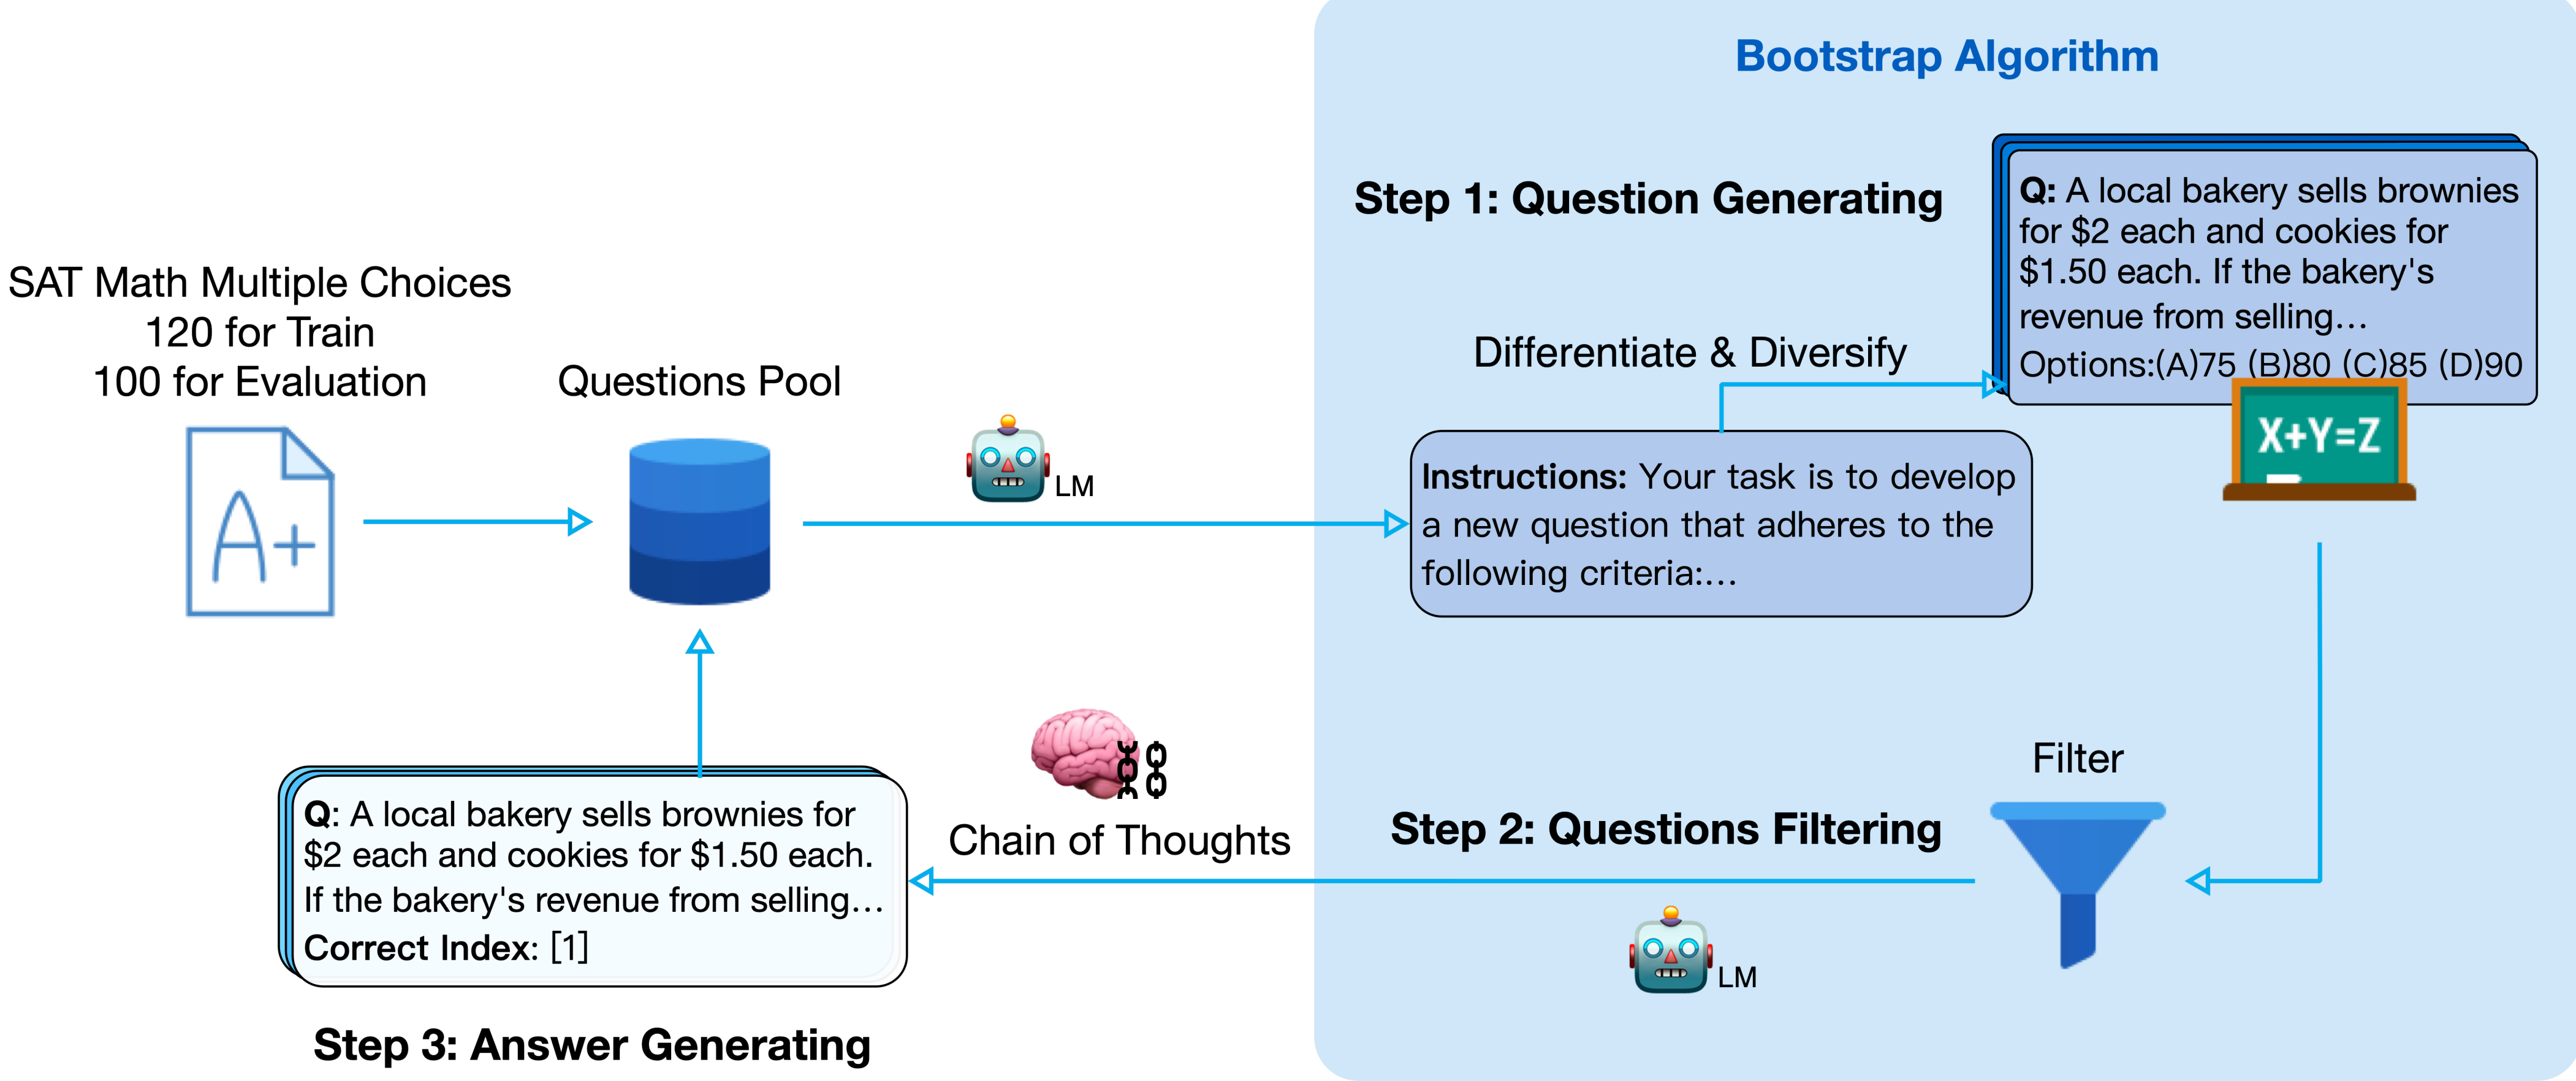 Bootstrap Algorithm
Step 1: Question Generating
Q: A local bakery sells brownies
for $2 each and cookies for
$1.50 each. If the bakery's
revenue from selling...
Options:(A)75 (B)80 (C)85 (D)90
X+Y=Z
SAT Math Multiple Choices
120 for Train
100 for Evaluation
A+
Questions Pool
LM
Differentiate & Diversify
Instructions: Your task is to develop
a new question that adheres to the
following criteria:...
Filter
Step 2: Questions Filtering
LM
Chain of Thoughts
Q: A local bakery sells brownies for
$2 each and cookies for $1.50 each.
If the bakery's revenue from selling...
Correct Index: [1]
Step 3: Answer Generating